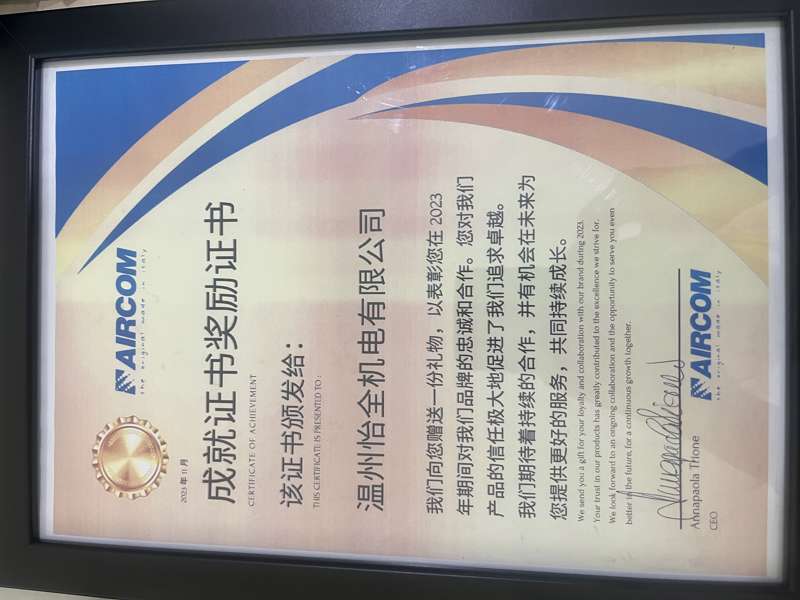 AIRCOM
the original made in italy
2023 年 11 月
成就证书奖励证书
CERTIFICATE OF ACHIEVEMENT
该证书颁发给：
THIS CERTIFICATE IS PRESENTED TO :
温州怡全机电有限公司
我们向您赠送一份礼物，以表彰您在 2023
年期间对我们品牌的忠诚和合作。您对我们
产品的信任极大地促进了我们追求卓越。
我们期待着持续的合作，并有机会在未来为
您提供更好的服务，共同持续成长。
We send you a gift for your loyalty and collaboration with our brand during 2023.
Your trust in our products has greatly contributed to the excellence we strive for.
We look forward to an ongoing collaboration and the opportunity to serve you even
better in the future, for a continuous growth together.
Annapaola Trione
CEO
AIRCOM
the original made in italy